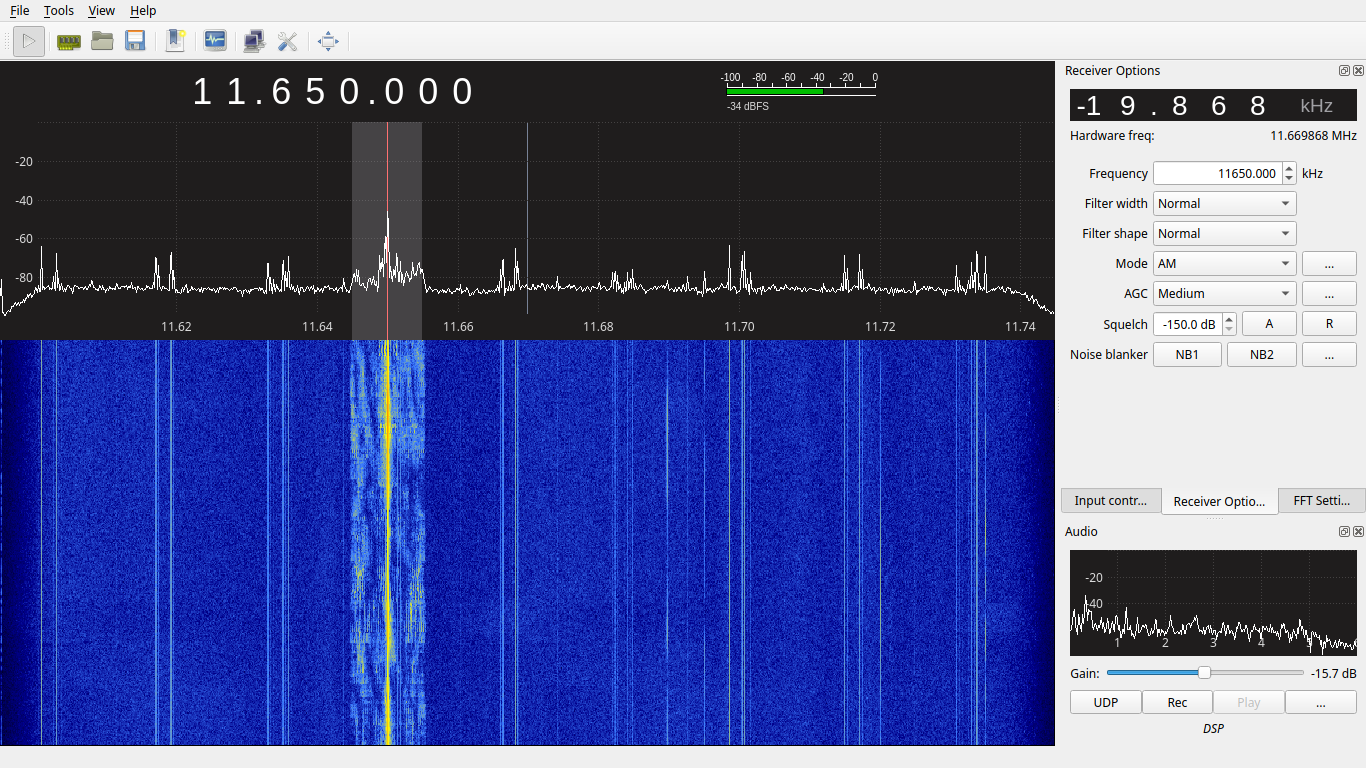 File Tools View Help
11.650.000
-100 -80 -60 -40 -20 0
-34 dBFS
-20
-40
-60
-80
11.62 11.64 11.66 11.68 11.70 11.72 11.74
Receiver Options
-19.868 kHz
Hardware freq: 11.669868 MHz
Frequency 11650.000 kHz
Filter width Normal
Filter shape Normal
Mode AM ...
AGC Medium ...
Squelch -150.0 dB A R
Noise blanker NB1 NB2 ...
Input contr... Receiver Optio... FFT Setti...
Audio
-20
-40
1 2 3 4 5
Gain: -15.7 dB
UDP Rec Play ...
DSP